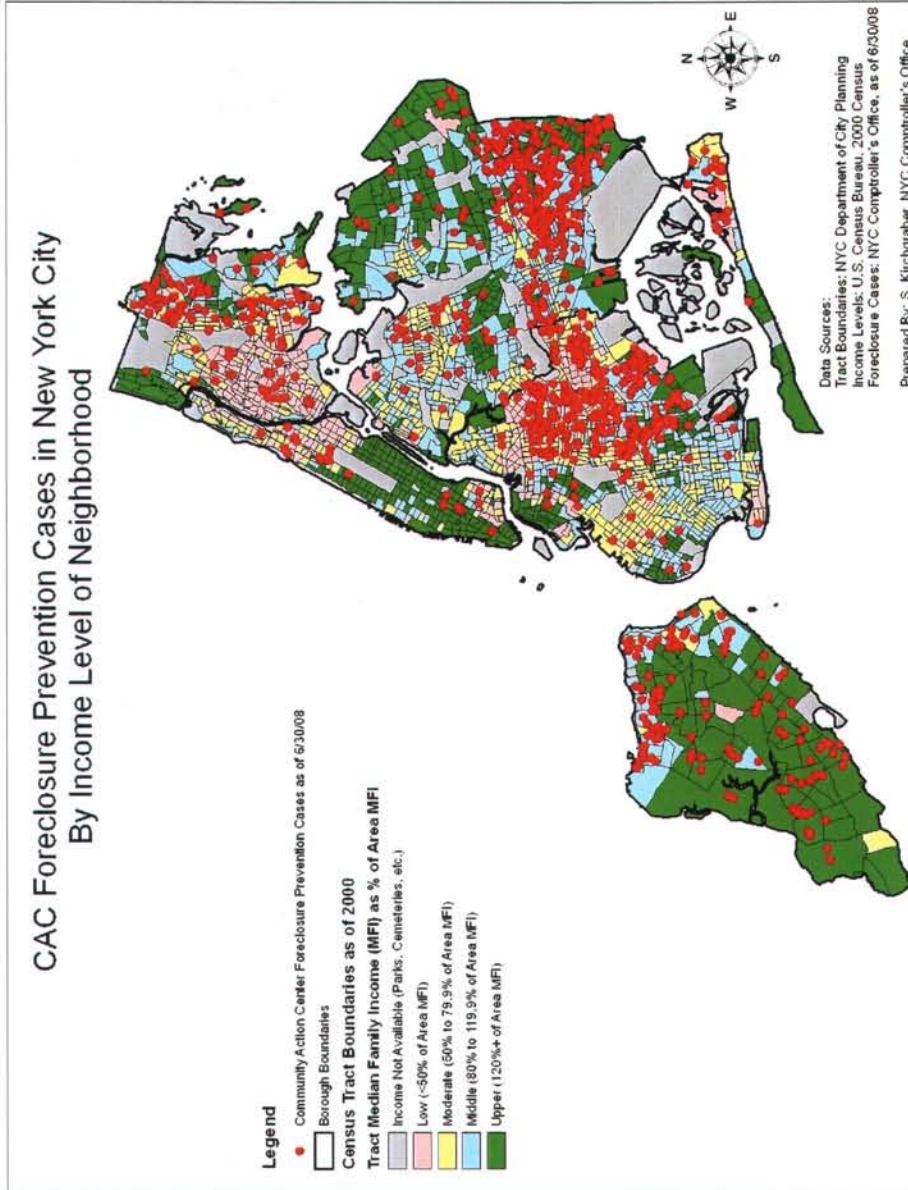 CAC Foreclosure Prevention Cases in New York City
By Income Level of Neighborhood
Legend
Community Action Center Foreclosure Prevention Cases as of 6/30/08
Borough Boundaries
Census Tract Boundaries as of 2000
Tract Median Family Income (MFI) as % of Area MFI
Income Not Available (Parks, Cemeteries, etc.)
Low (<50% of Area MFI)
Moderate (50% to 79.9% of Area MFI)
Middle (80% to 119.9% of Area MFI)
Upper (120%+ of Area MFI)
N
W
E
S
Data Sources:
Tract Boundaries: NYC Department of City Planning
Income Levels: U.S. Census Bureau, 2000 Census
Foreclosure Cases: NYC Comptroller's Office, as of 6/30/08
Prepared By: S. Kirchgraber, NYC Comptroller's Office